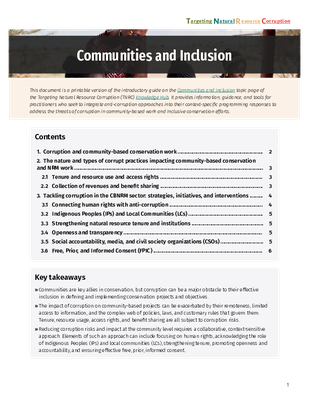 Targeting Natural Resource Corruption
Communities and Inclusion
This document is a printable version of the introductory guide on the Communities and Inclusion topic page of
the Targeting Natural Resource Corruption (TNRC) Knowledge Hub. It provides information, guidance, and tools for
practitioners who seek to integrate anti-corruption approaches into their context-specific programming responses to
address the threat of corruption in community-based work and inclusive conservation efforts.
Contents
1. Corruption and community-based conservation work 2
2. The nature and types of corrupt practices impacting community-based conservation
and NRM work 3
2.1 Tenure and resource use and access rights 3
2.2 Collection of revenues and benefit sharing 3
3. Tackling corruption in the CBNRM sector: strategies, initiatives, and interventions 4
3.1 Connecting human rights with anti-corruption 4
3.2 Indigenous Peoples (IPs) and Local Communities (LCs) 5
3.3 Strengthening natural resource tenure and institutions 5
3.4 Openness and transparency 5
3.5 Social accountability, media, and civil society organizations (CSOs) 5
3.6 Free, Prior, and Informed Consent (FPIC) 6
Key takeaways
» Communities are key allies in conservation, but corruption can be a major obstacle to their effective
inclusion in defining and implementing conservation projects and objectives.
» The impact of corruption on community-based projects can be exacerbated by their remoteness, limited
access to information, and the complex web of policies, laws, and customary rules that govern them.
Tenure, resource usage, access rights, and benefit sharing are all subject to corruption risks.
» Reducing corruption risks and impact at the community level requires a collaborative, context-sensitive
approach. Elements of such an approach can include focusing on human rights, acknowledging the role
of Indigenous Peoples (IPs) and local communities (LCs), strengthening tenure, promoting openness and
accountability, and ensuring effective free, prior, informed consent.
1